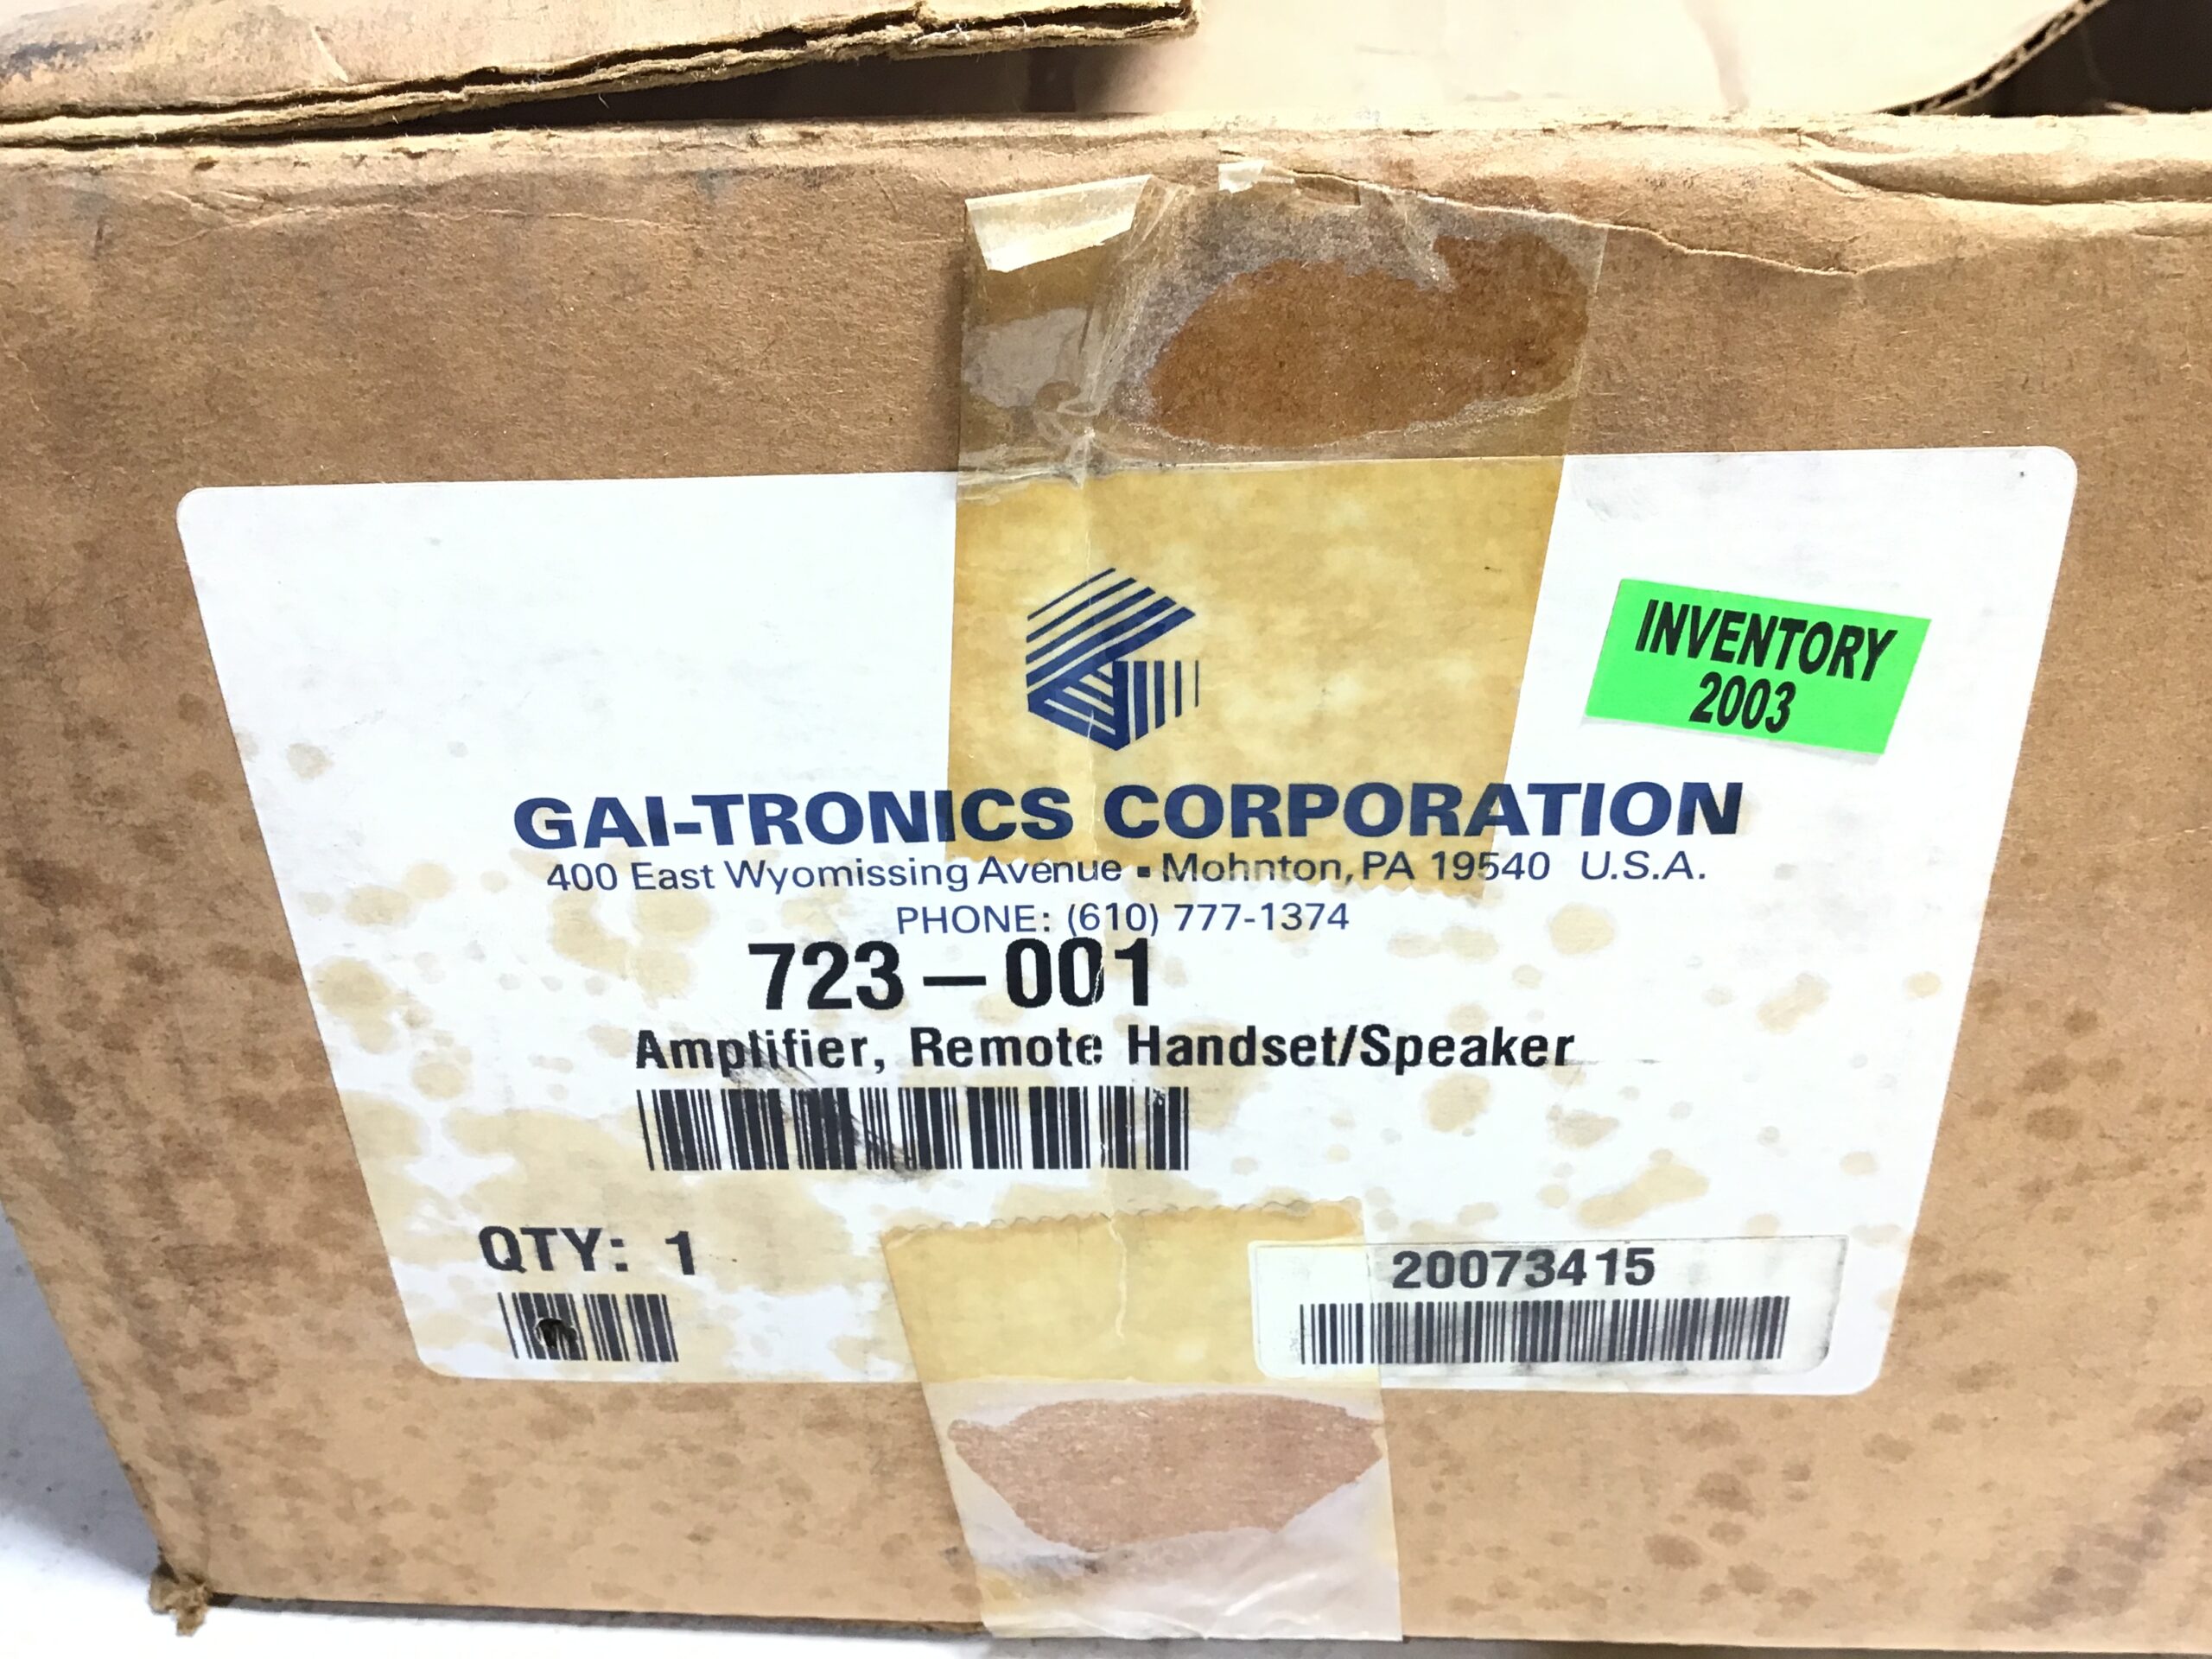 INVENTORY
2003
GAI-TRONICS CORPORATION
400 East Wyomissing Avenue ▪ Mohnton, PA 19540 U.S.A.
PHONE: (610) 777-1374
723-001
Amplifier, Remote Handset/Speaker
QTY: 1
20073415